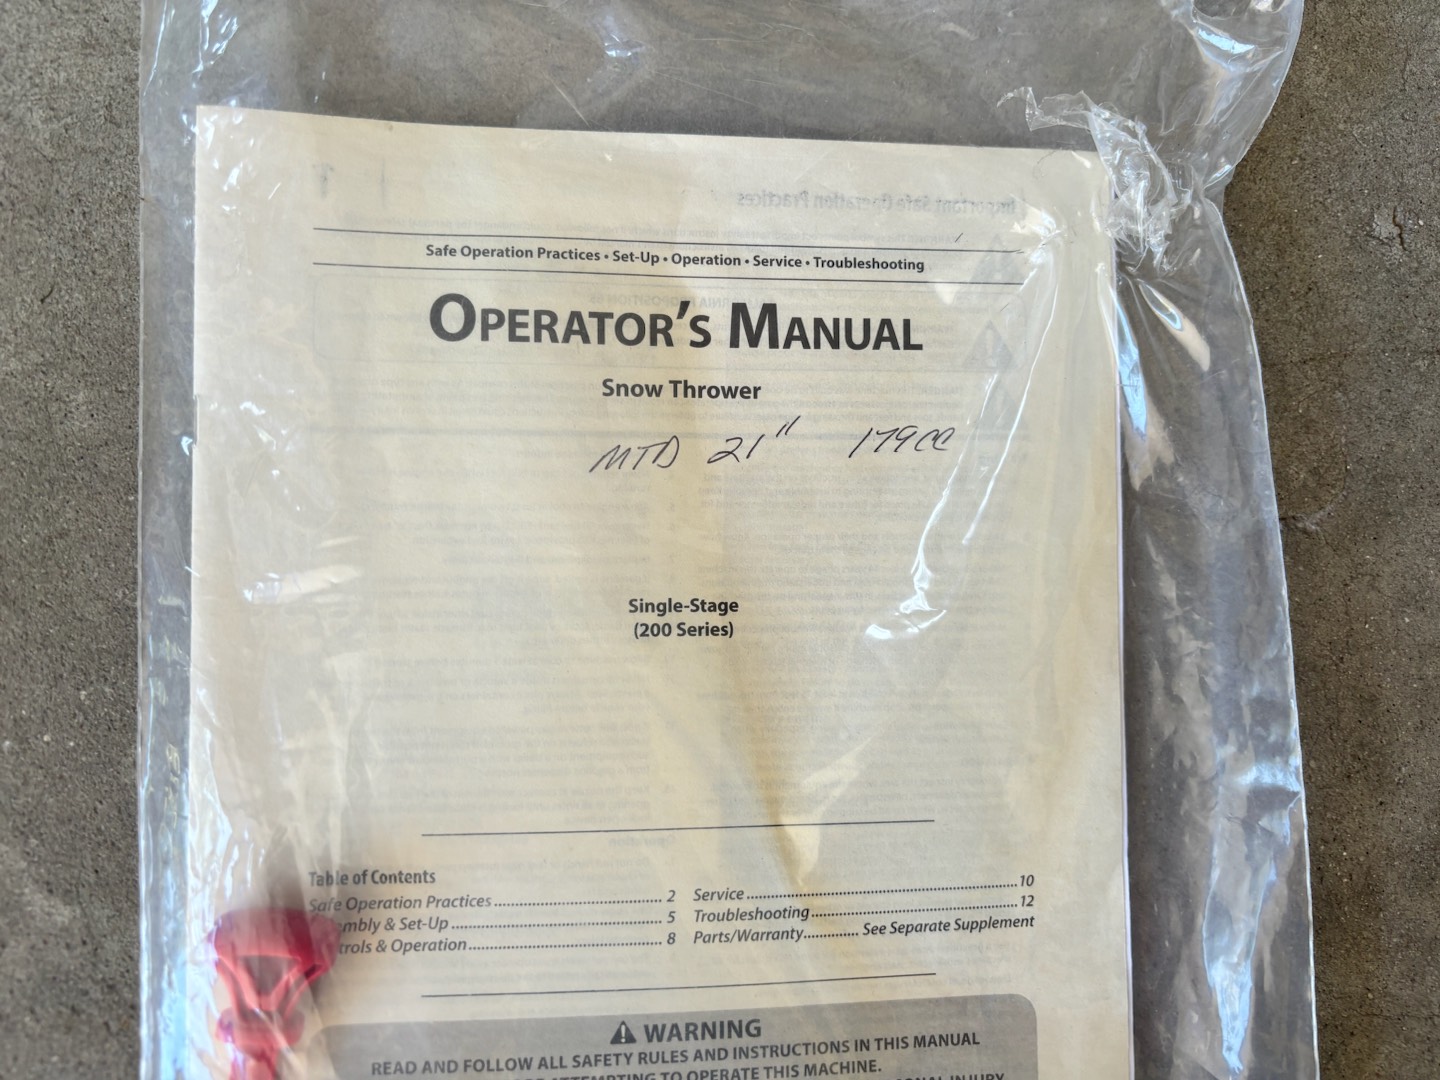 Safe Operation Practices • Set-Up • Operation • Service • Troubleshooting
OPERATOR'S MANUAL
Snow Thrower
MTD 21" 179cc
Single-Stage
(200 Series)
Table of Contents
Safe Operation Practices ........................................ 2
& Set-Up ........................................ 5
& Operation ........................................ 8
Service ........................................ 10
Troubleshooting ........................................ 12
Parts/Warranty ............. See Separate Supplement
⚠ WARNING
READ AND FOLLOW ALL SAFETY RULES AND INSTRUCTIONS IN THIS MANUAL
ATTEMPTING TO OPERATE THIS MACHINE.
INJURY